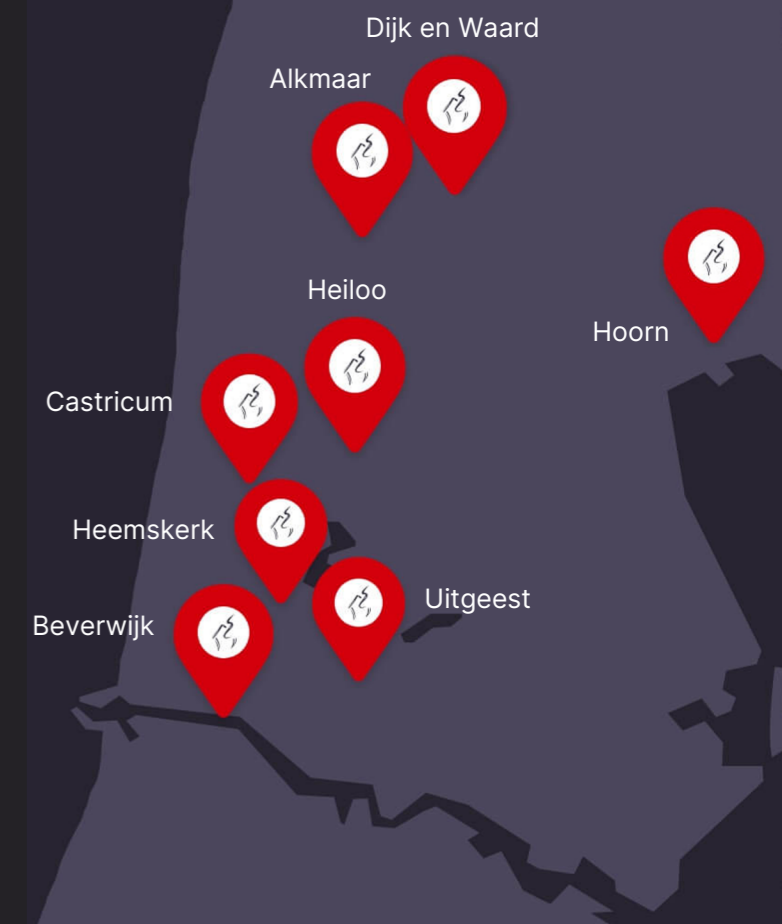 Dijk en Waard
Alkmaar
Heiloo
Hoorn
Castricum
Heemskerk
Uitgeest
Beverwijk